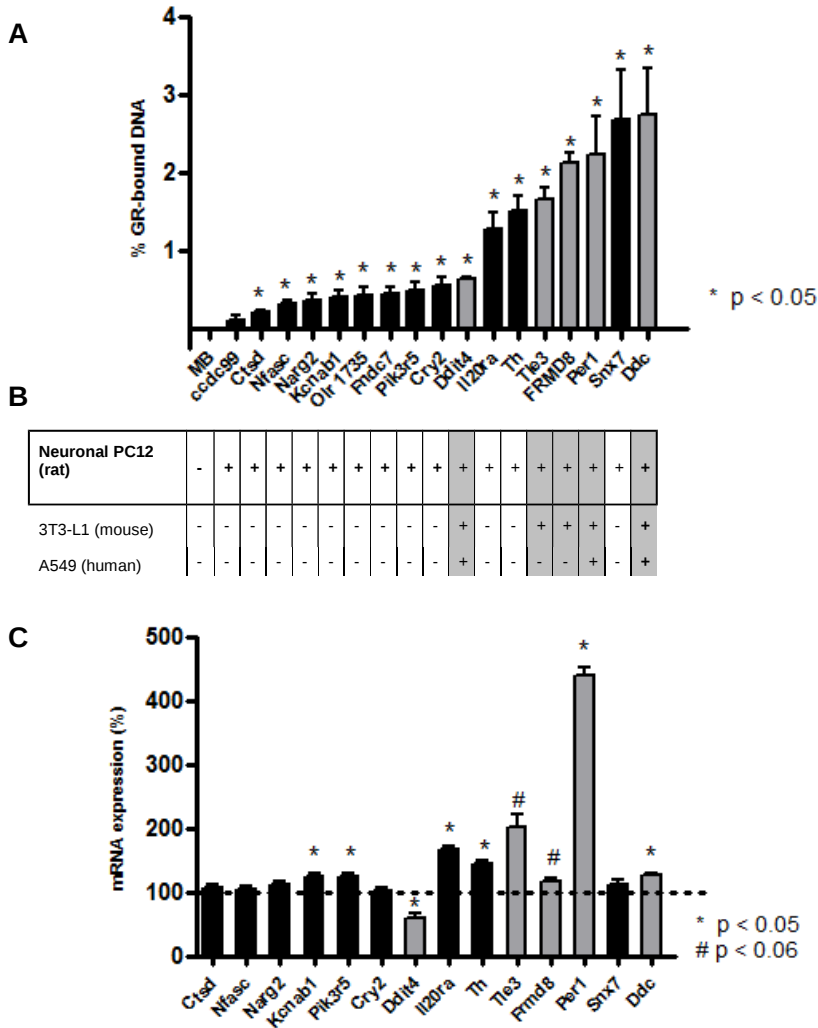 A
% GR-bound DNA
4
3
2
1
* * * * * * * * * * * * * * * *
* p < 0.05
MB ccdc99 Ctsd Nfasc Narg2 Kcnab1 Olr 1735 Fndc7 Pik3r5 Cry2 Ddit4 Il20ra Th Tle3 FRMD8 Per1 Snx7 Ddc
B
Neuronal PC12 (rat) - + + + + + + + + + + + + + + + + +
3T3-L1 (mouse) - - - - - - - - - - + - - + + + - +
A549 (human) - - - - - - - - - - + - - - - + - +
C
mRNA expression (%)
500
400
300
200
100
0
* * * * * # # * *
* p < 0.05
# p < 0.06
Ctsd Nfasc Narg2 Kcnab1 Pik3r5 Cry2 Ddit4 Il20ra Th Tle3 Frmd8 Per1 Snx7 Ddc